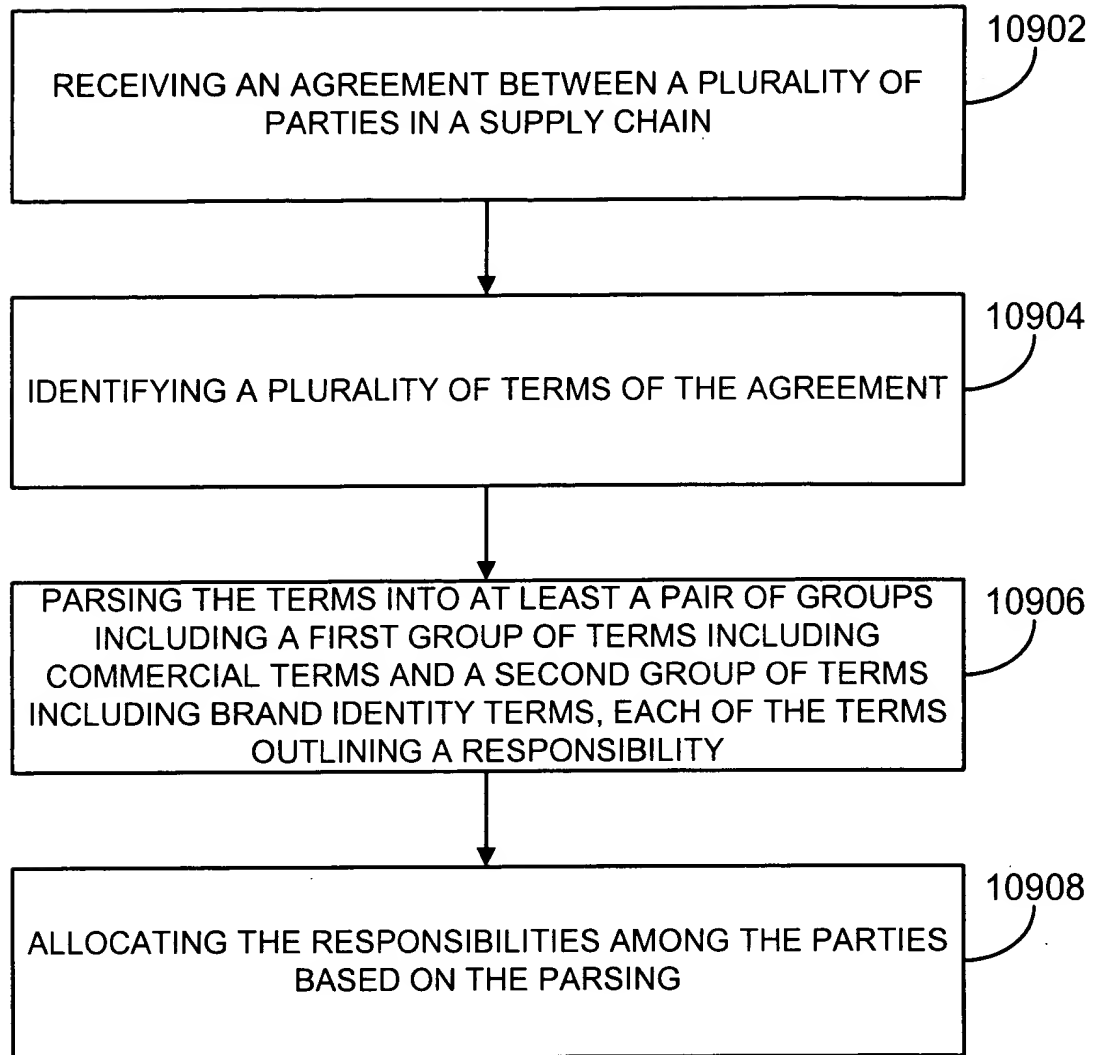 10902
RECEIVING AN AGREEMENT BETWEEN A PLURALITY OF
PARTIES IN A SUPPLY CHAIN
10904
IDENTIFYING A PLURALITY OF TERMS OF THE AGREEMENT
10906
PARSING THE TERMS INTO AT LEAST A PAIR OF GROUPS
INCLUDING A FIRST GROUP OF TERMS INCLUDING
COMMERCIAL TERMS AND A SECOND GROUP OF TERMS
INCLUDING BRAND IDENTITY TERMS, EACH OF THE TERMS
OUTLINING A RESPONSIBILITY
10908
ALLOCATING THE RESPONSIBILITIES AMONG THE PARTIES
BASED ON THE PARSING